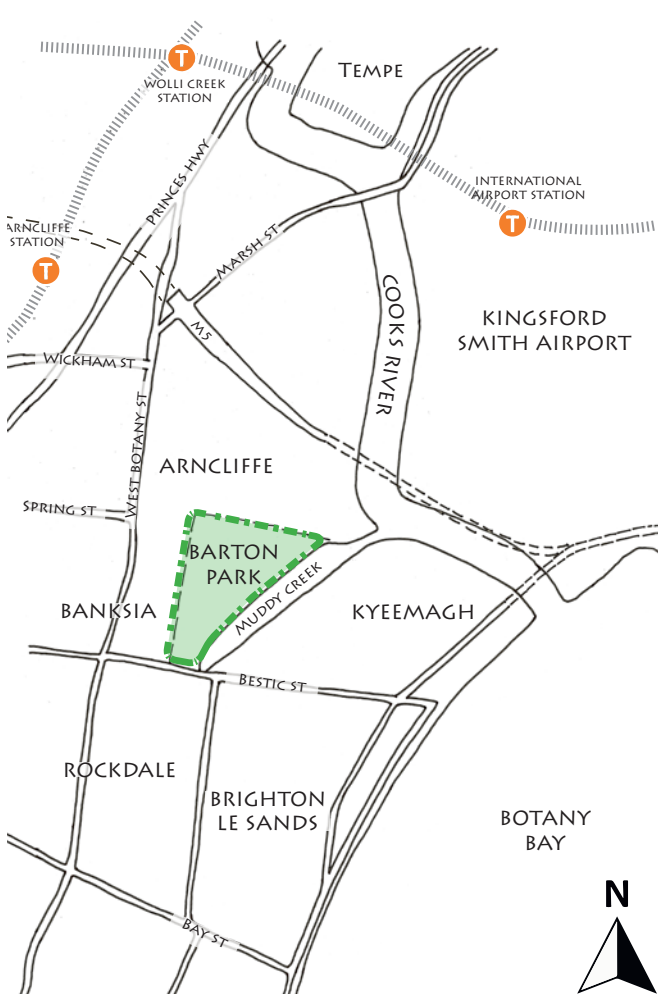 T
TEMPE
WOLLI CREEK
STATION
PRINCES HWY
INTERNATIONAL
AIRPORT STATION
T
ARNCLIFFE
STATION
T
MARSH ST
COOKS RIVER
KINGSFORD
SMITH AIRPORT
M5
WICKHAM ST
WEST BOTANY ST
ARNCLIFFE
SPRING ST
BARTON
PARK
MUDDY CREEK
BANKSIA
KYEEMAGH
BESTIC ST
ROCKDALE
BRIGHTON
LE SANDS
BOTANY
BAY
N
BAY ST